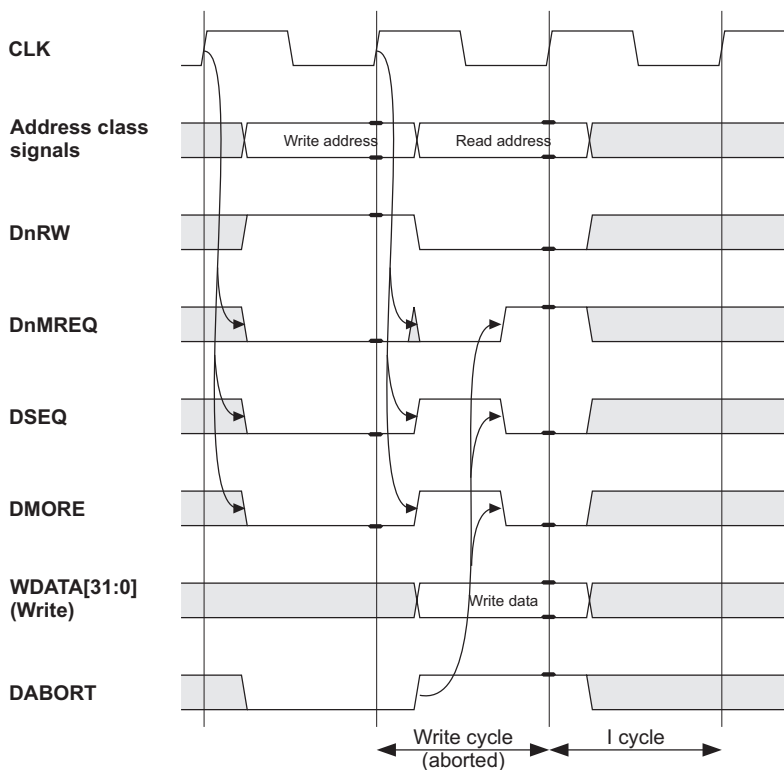 CLK
Address class
signals
Write address
Read address
DnRW
DnMREQ
DSEQ
DMORE
WDATA[31:0]
(Write)
Write data
DABORT
Write cycle
(aborted)
I cycle